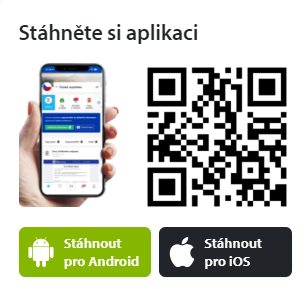 Stáhněte si aplikaci
Stáhnout
pro Android
Stáhnout
pro iOS